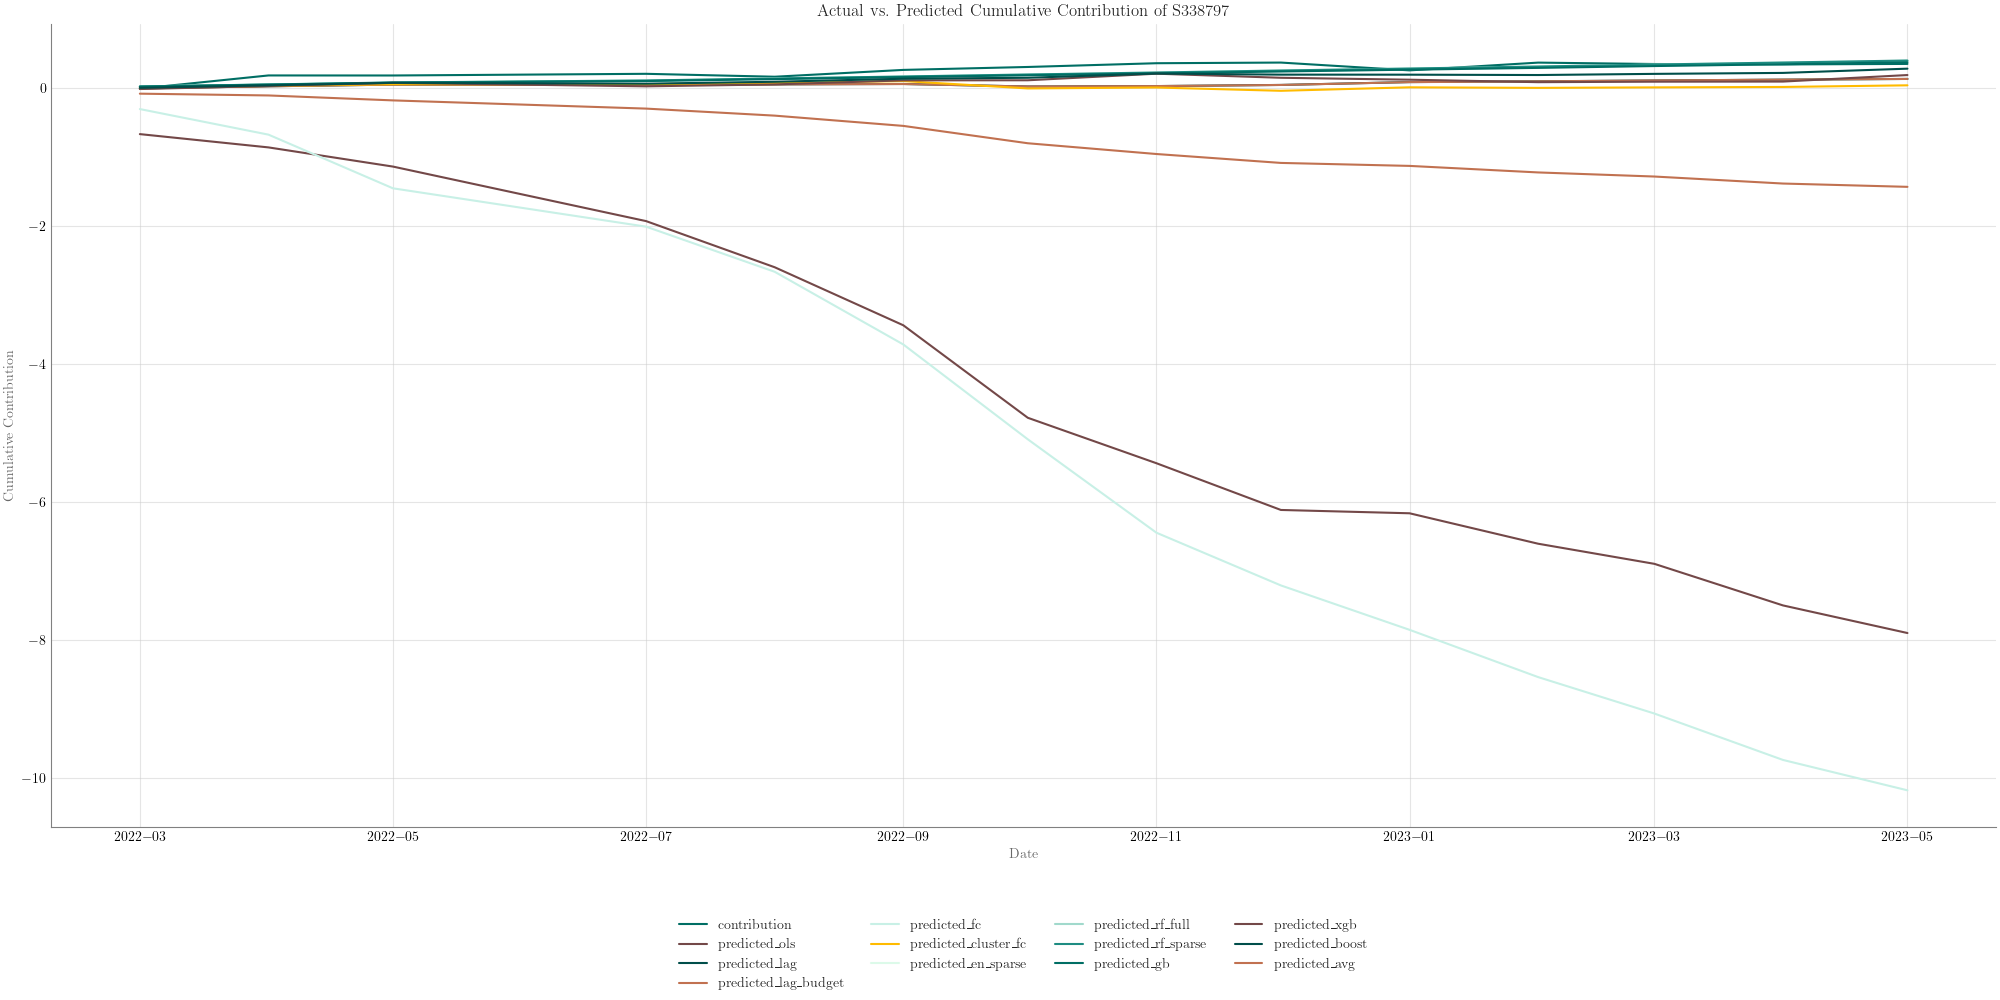 Actual vs. Predicted Cumulative Contribution of S338797
Cumulative Contribution
0
−2
−4
−6
−8
−10
2022−03 2022−05 2022−07 2022−09 2022−11 2023−01 2023−03 2023−05
Date
contribution predicted_fc predicted_rf_full predicted_xgb
predicted_ols predicted_cluster_fc predicted_rf_sparse predicted_boost
predicted_lag predicted_en_sparse predicted_gb predicted_avg
predicted_lag_budget